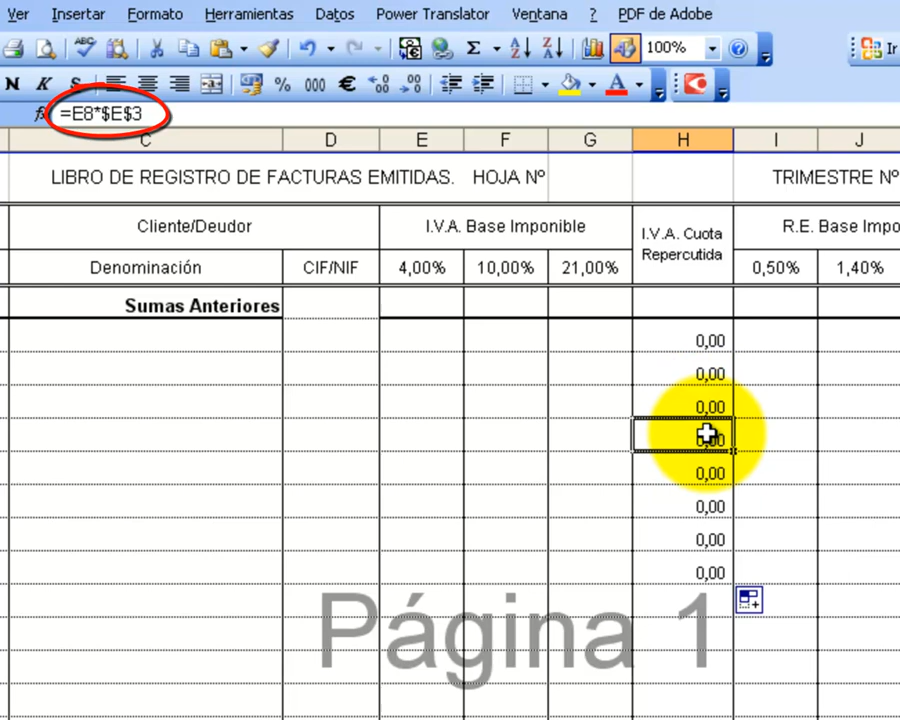 Ver Insertar Formato Herramientas Datos Power Translator Ventana ? PDF de Adobe
100% Ir
N K S % 000 €
fx =E8*$E$3
C D E F G H I J
LIBRO DE REGISTRO DE FACTURAS EMITIDAS. HOJA Nº TRIMESTRE Nº
Cliente/Deudor I.V.A. Base Imponible I.V.A. Cuota Repercutida R.E. Base Impo
Denominación CIF/NIF 4,00% 10,00% 21,00% 0,50% 1,40%
Sumas Anteriores
0,00
0,00
0,00
0,00
0,00
0,00
0,00
0,00
Página 1